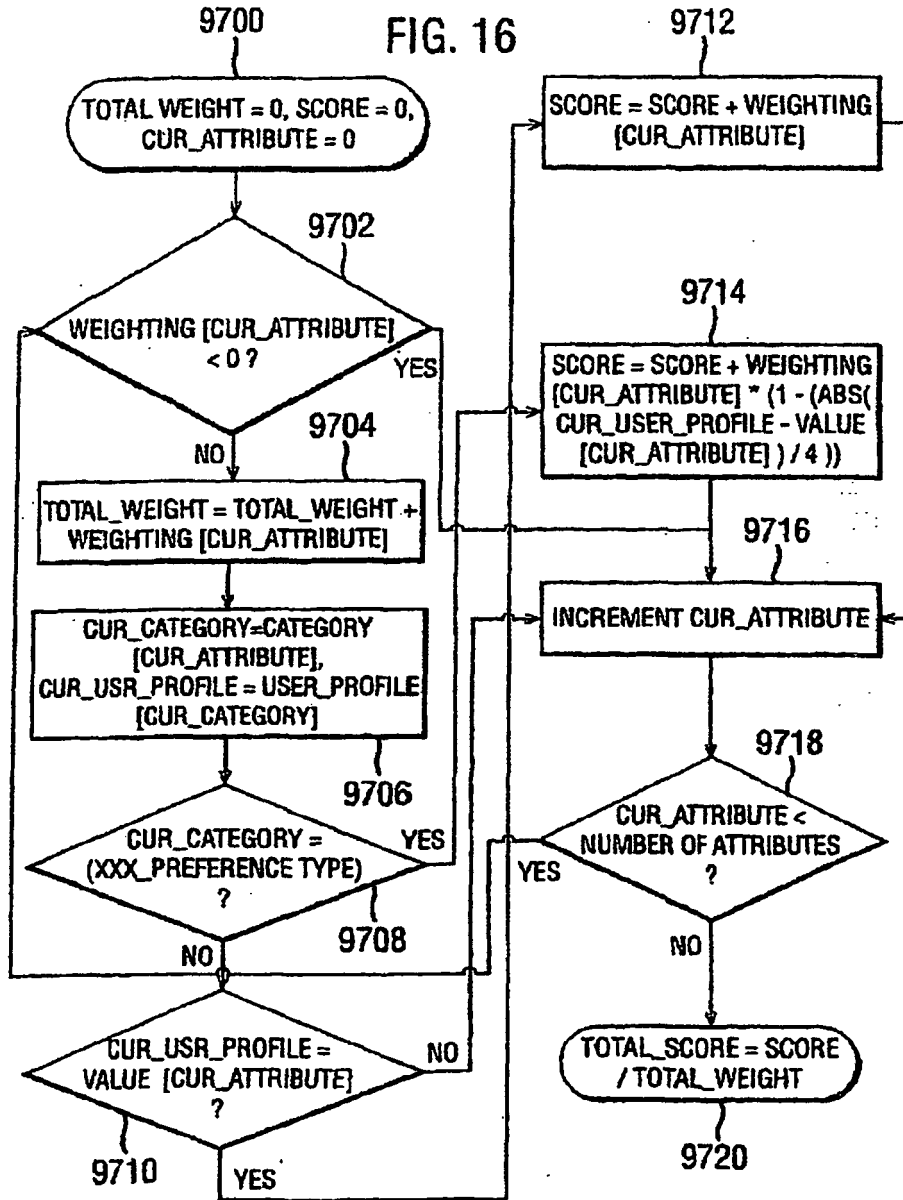 FIG. 16
9700
TOTAL WEIGHT = 0, SCORE = 0,
CUR_ATTRIBUTE = 0
9702
WEIGHTING [CUR_ATTRIBUTE]
< 0 ?
YES
NO
9704
TOTAL_WEIGHT = TOTAL_WEIGHT +
WEIGHTING [CUR_ATTRIBUTE]
CUR_CATEGORY=CATEGORY
[CUR_ATTRIBUTE],
CUR_USR_PROFILE = USER_PROFILE
[CUR_CATEGORY]
9706
CUR_CATEGORY =
(XXX_PREFERENCE TYPE)
?
YES
9708
NO
CUR_USR_PROFILE =
VALUE [CUR_ATTRIBUTE]
?
NO
9710
YES
9712
SCORE = SCORE + WEIGHTING
[CUR_ATTRIBUTE]
9714
SCORE = SCORE + WEIGHTING
[CUR_ATTRIBUTE] * (1 - (ABS(
CUR_USER_PROFILE - VALUE
[CUR_ATTRIBUTE] ) / 4 ))
9716
INCREMENT CUR_ATTRIBUTE
9718
CUR_ATTRIBUTE <
NUMBER OF ATTRIBUTES
?
YES
NO
TOTAL_SCORE = SCORE
/ TOTAL_WEIGHT
9720